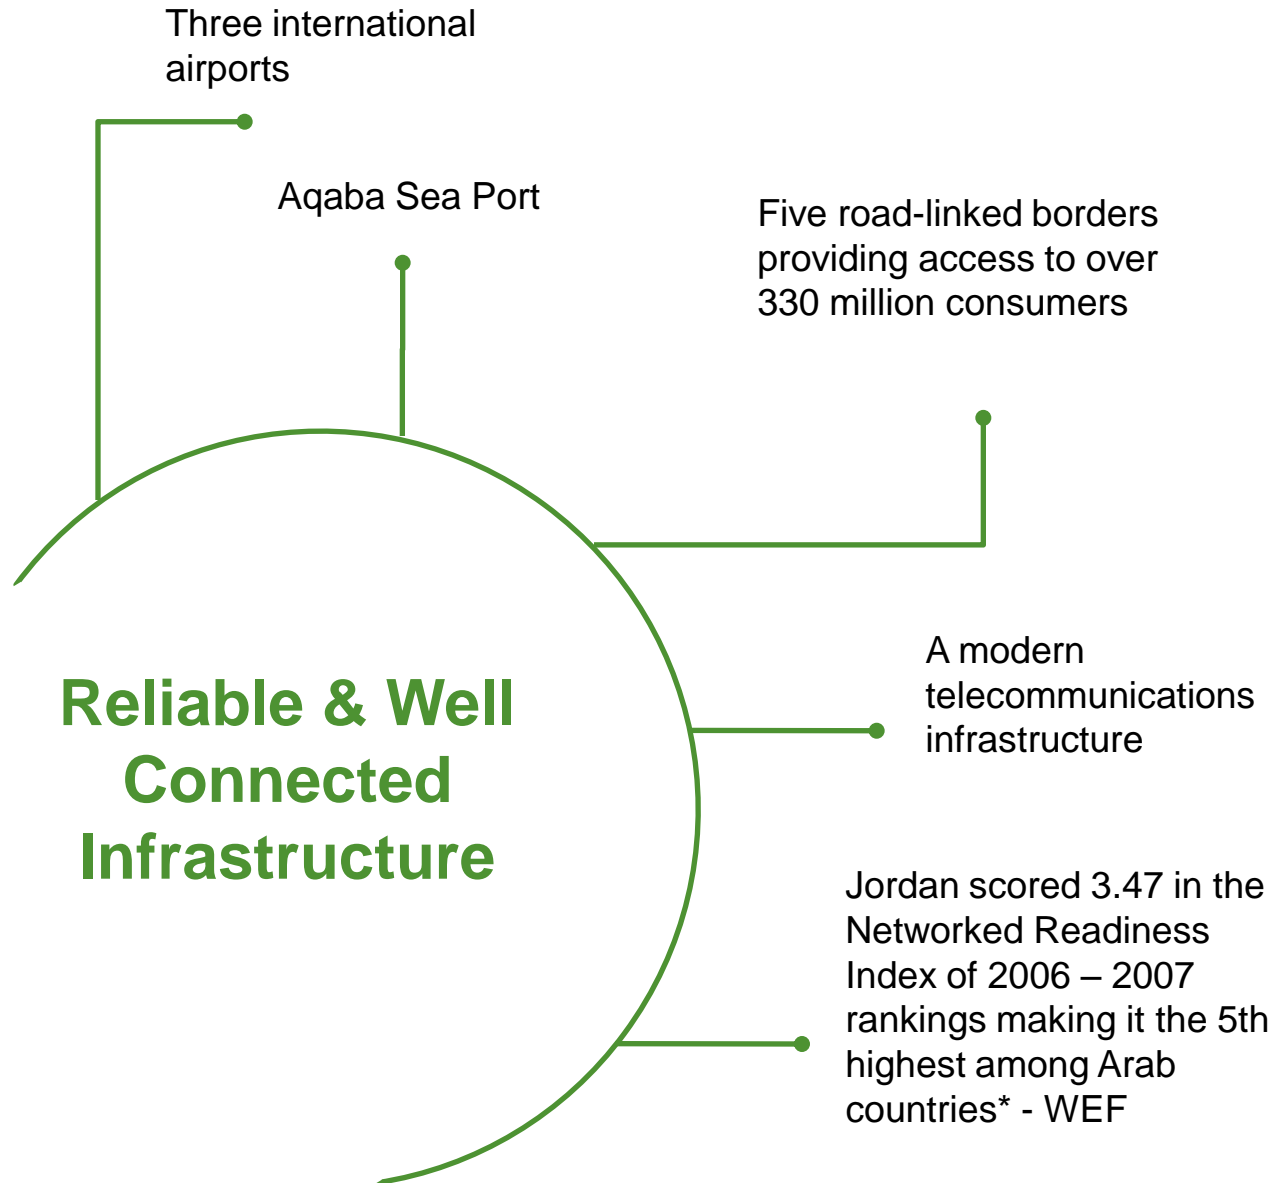 Three international
airports
Aqaba Sea Port
Five road-linked borders
providing access to over
330 million consumers
A modern
telecommunications
infrastructure
Reliable & Well
Connected
Infrastructure
Jordan scored 3.47 in the
Networked Readiness
Index of 2006 – 2007
rankings making it the 5th
highest among Arab
countries* - WEF